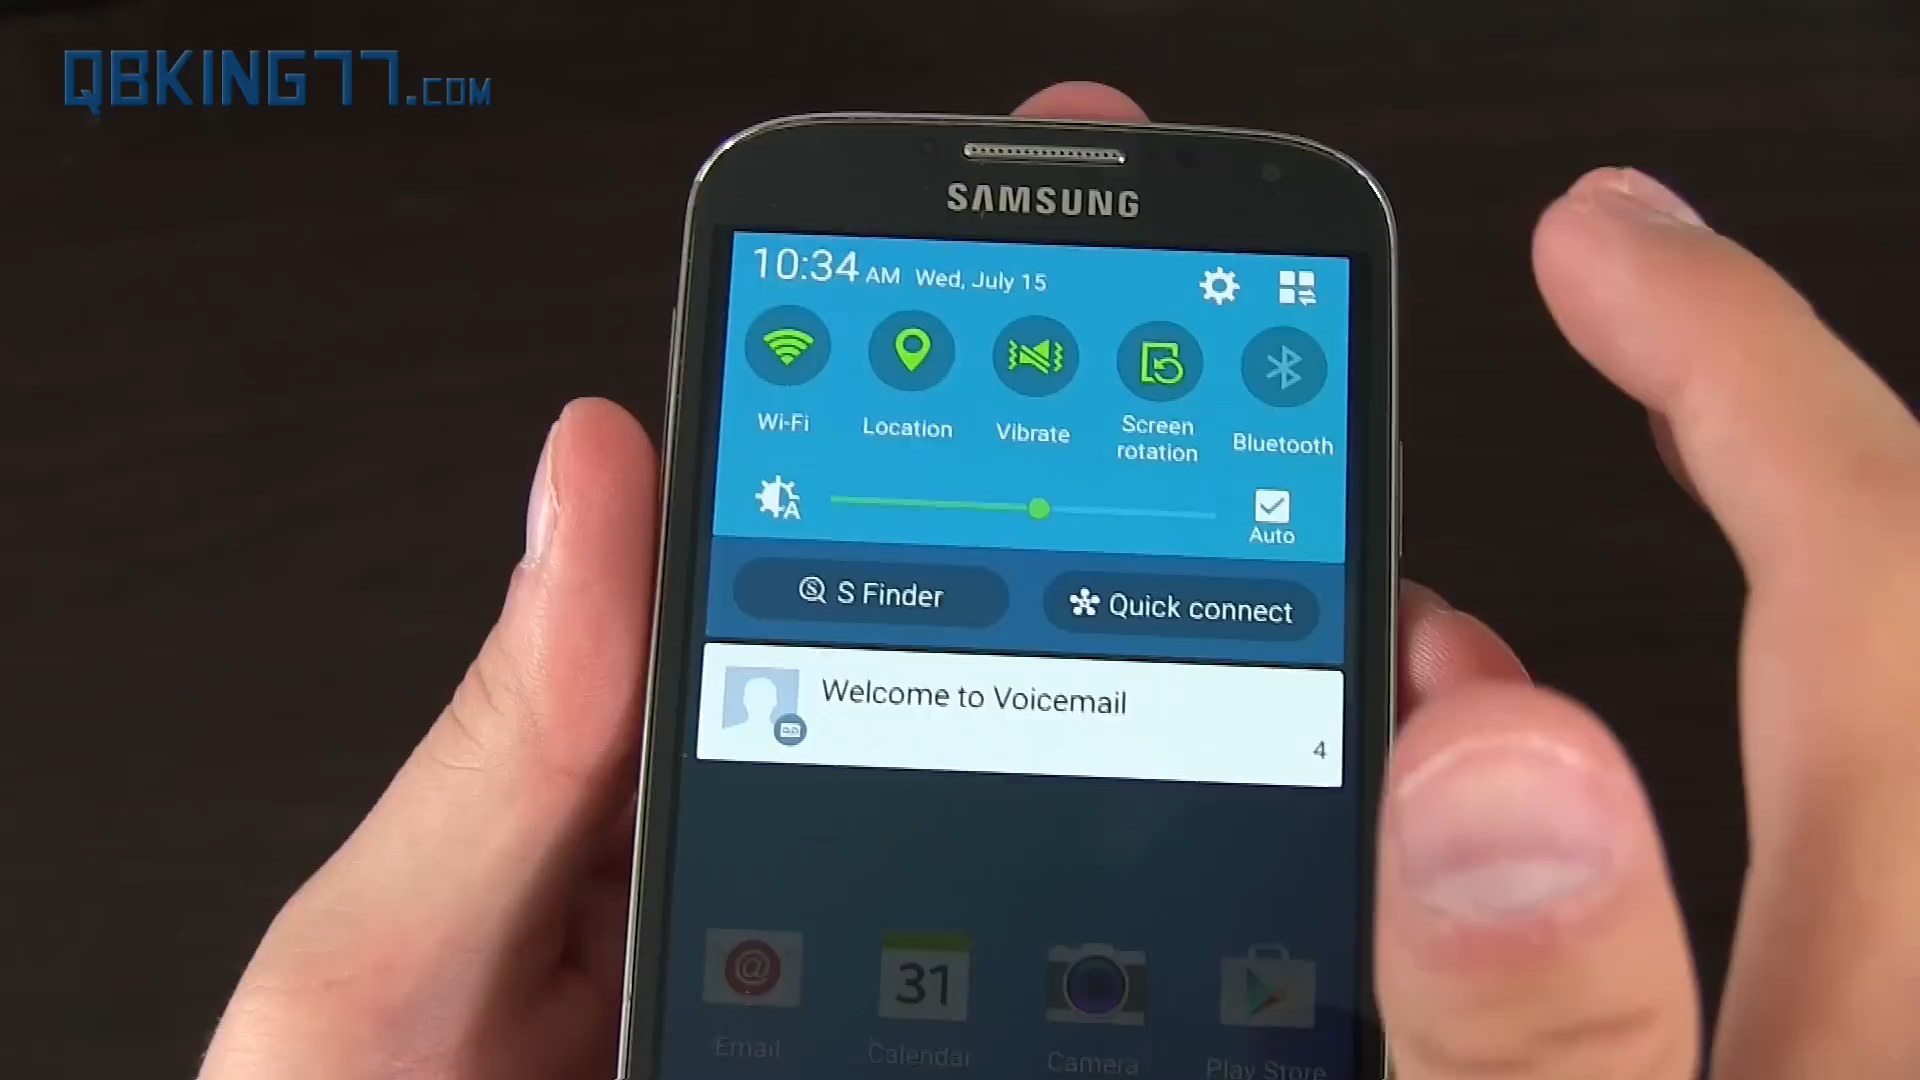 QBKING77.COM
SAMSUNG
10:34 AM Wed, July 15
Wi-Fi
Location
Vibrate
Screen
rotation
Bluetooth
A
Auto
S Finder
Quick connect
Welcome to Voicemail
4
31
Email
Calendar
Camera
Play Store